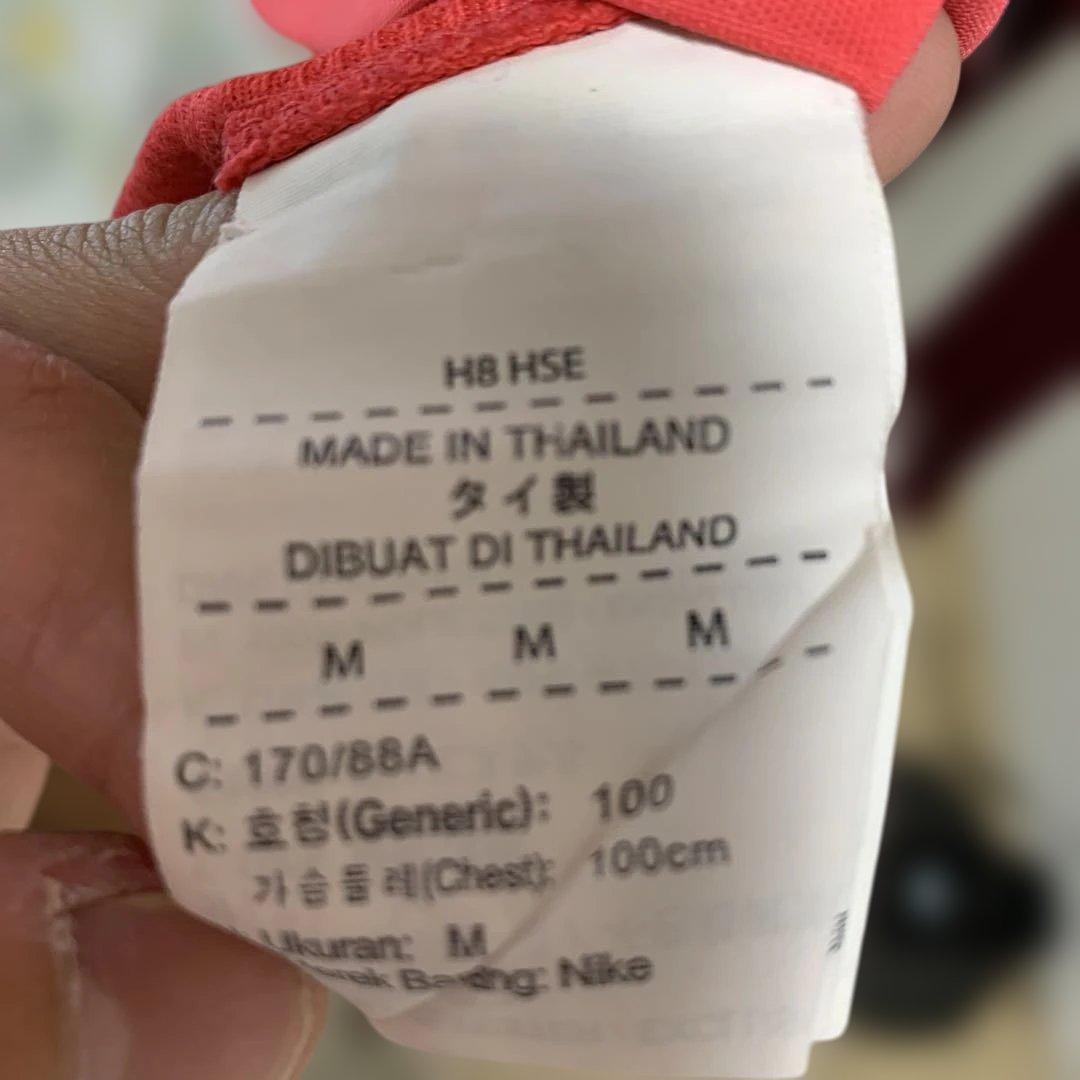 H8 HSE
MADE IN THAILAND
タイ製
DIBUAT DI THAILAND
M M M
C: 170/88A
K: 호칭(Generic): 100
가슴둘레(Chest): 100cm
Ukuran: M
Nike